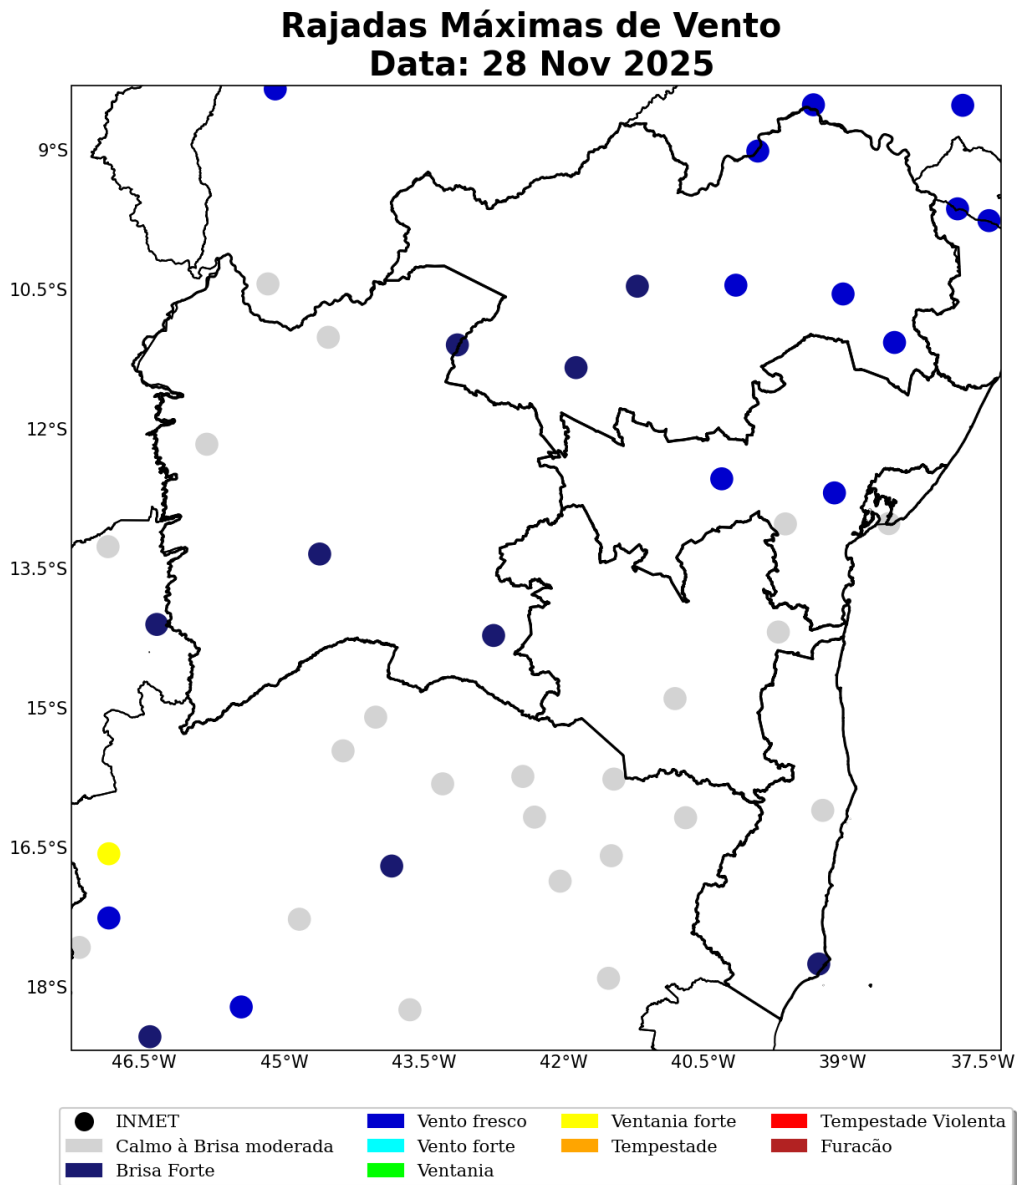 Rajadas Máximas de Vento
Data: 28 Nov 2025
9°S
10.5°S
12°S
13.5°S
15°S
16.5°S
18°S
46.5°W 45°W 43.5°W 42°W 40.5°W 39°W 37.5°W
INMET
Calmo à Brisa moderada
Brisa Forte
Vento fresco
Vento forte
Ventania
Ventania forte
Tempestade
Tempestade Violenta
Furacão